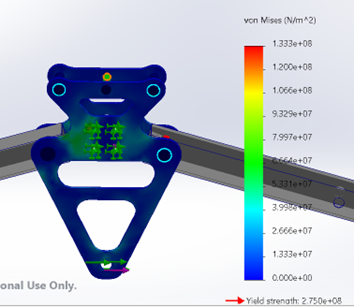 von Mises (N/m^2)
1.333e+08
1.200e+08
1.066e+08
9.329e+07
7.997e+07
6.664e+07
5.331e+07
3.998e+07
2.666e+07
1.333e+07
0.000e+00
onal Use Only.
Yield strength: 2.750e+08